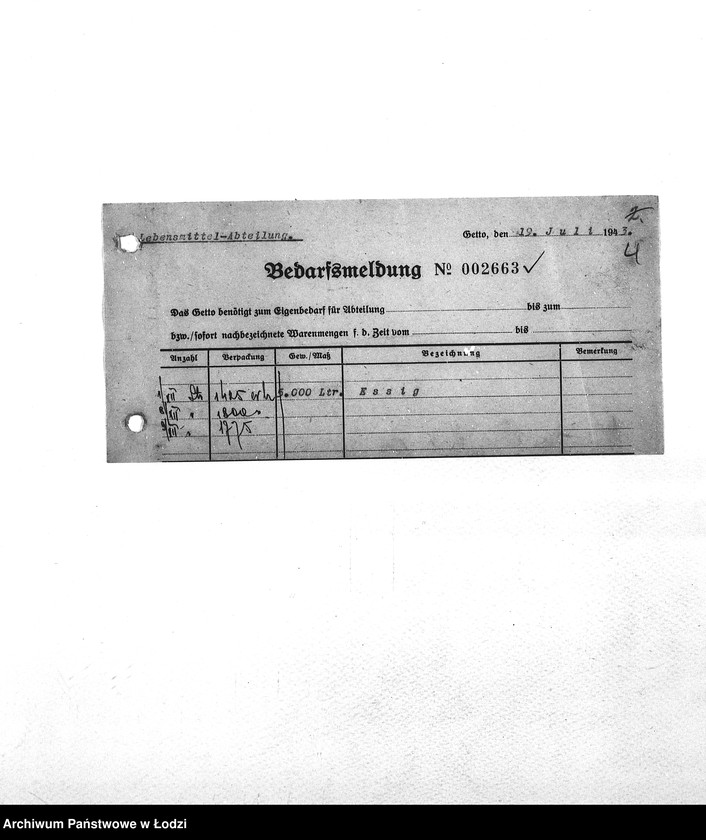 Lebensmittel-Abteilung.
Getto, den 19. Juli 1943.
Bedarfsmeldung № 002663
Das Getto benötigt zum Eigenbedarf für Abteilung bis zum
bzw./sofort nachbezeichnete Warenmengen f. d. Zeit vom bis
Anzahl Verpackung Gew./Maß Bezeichnung Bemerkung
5.000 Ltr. Essig
1775
Archiwum Państwowe w Łodzi